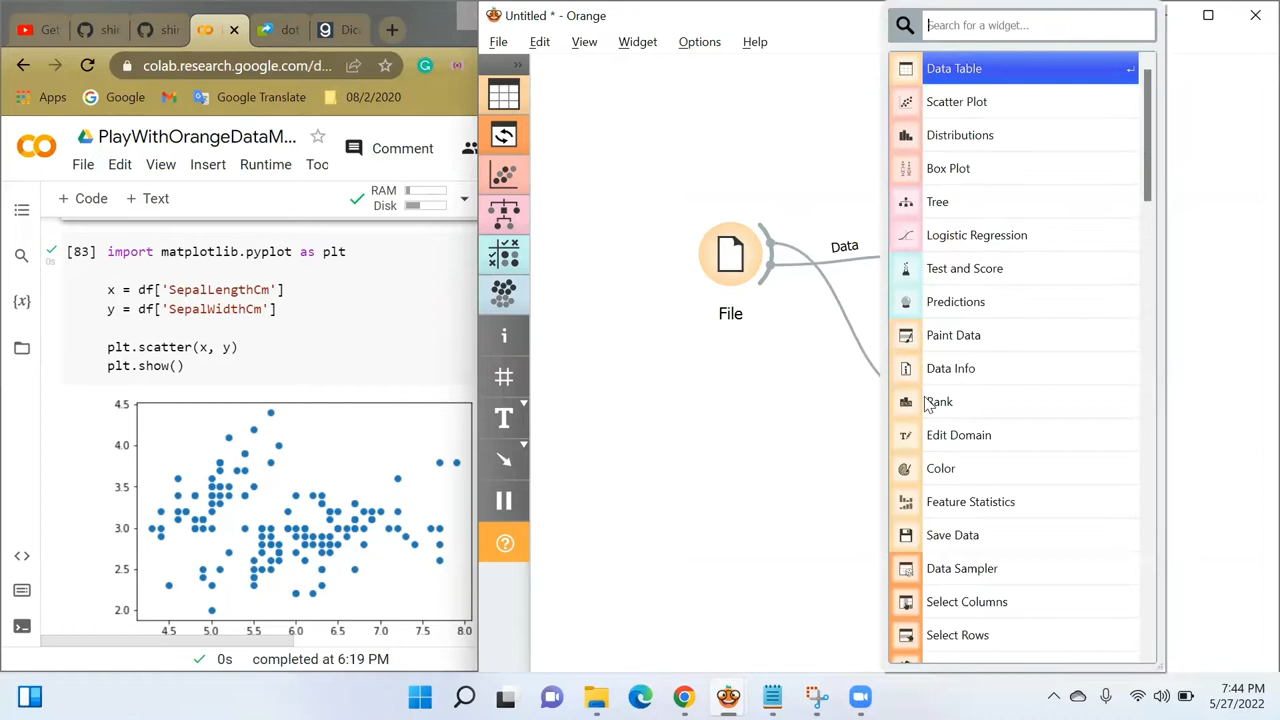 Get
shi
shi
L
dot
Dic
colab.research.google.com/d...
Apps
Google
Google Translate
08/2/2020
PlayWithOrangeDataM...
Comment
File
Edit
View
Insert
Runtime
Toc
+ Code
+ Text
RAM
Disk
0s
[83]
import matplotlib.pyplot as plt
x = df['SepalLengthCm']
y = df['SepalWidthCm']
plt.scatter(x, y)
plt.show()
4.5
4.0
3.5
3.0
2.5
2.0
4.5 5.0 5.5 6.0 6.5 7.0 7.5 8.0
0s completed at 6:19 PM
Untitled * - Orange
File
Edit
View
Widget
Options
Help
Data
File
Search for a widget...
Data Table
Scatter Plot
Distributions
Box Plot
Tree
Logistic Regression
Test and Score
Predictions
Paint Data
Data Info
Rank
Edit Domain
Color
Feature Statistics
Save Data
Data Sampler
Select Columns
Select Rows
7:44 PM
5/27/2022